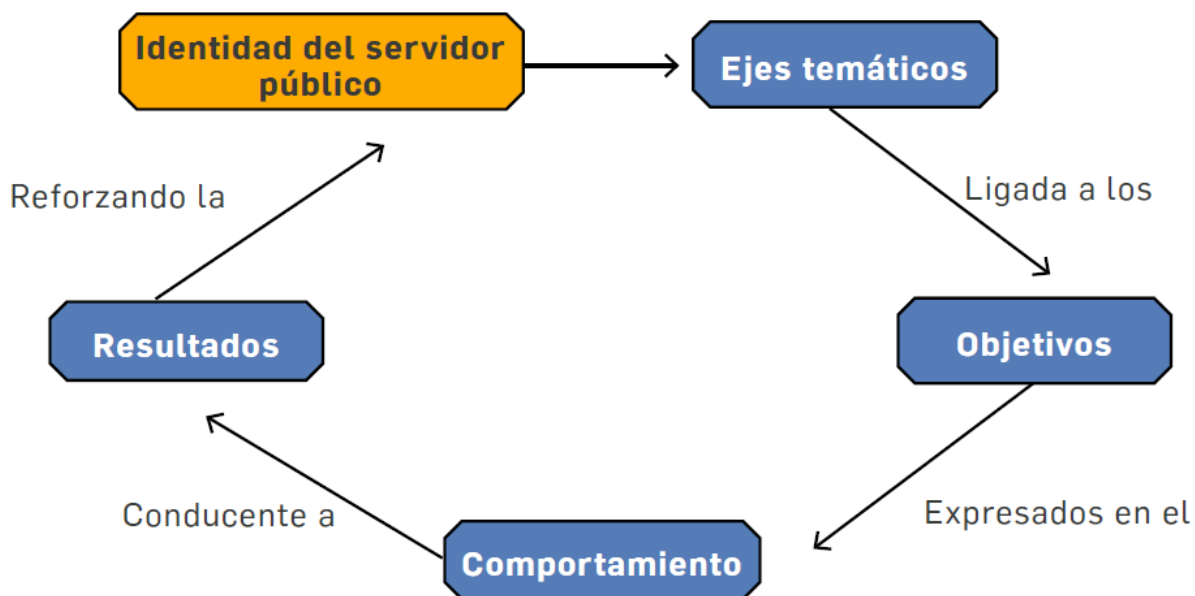 Identidad del servidor
público
Ejes temáticos
Reforzando la
Ligada a los
Resultados
Objetivos
Conducente a
Expresados en el
Comportamiento